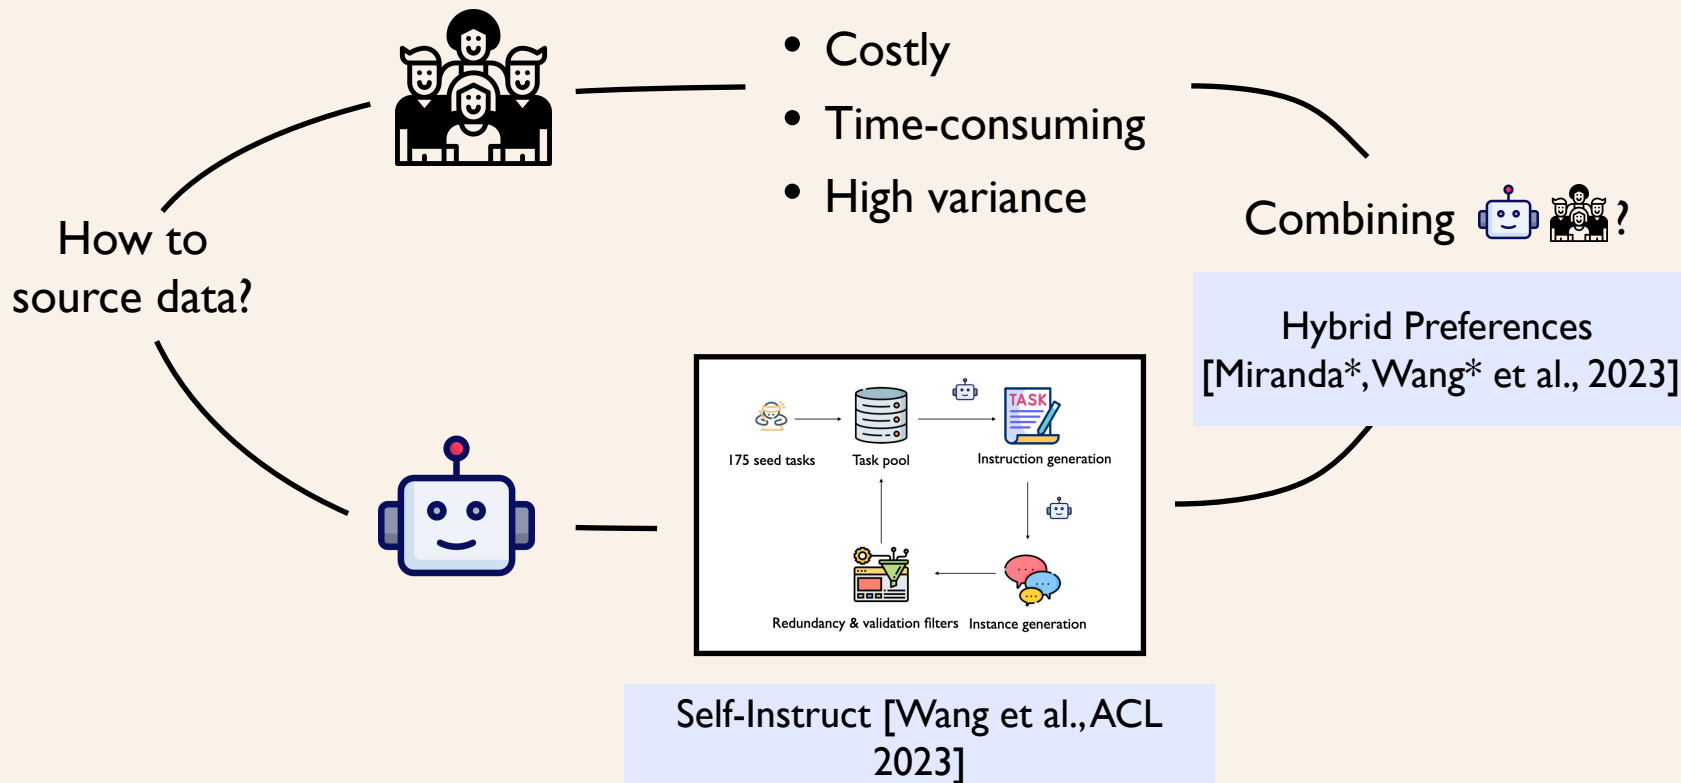 How to
source data?
• Costly
• Time-consuming
• High variance
Combining ?
Hybrid Preferences
[Miranda*, Wang* et al., 2023]
175 seed tasks
Task pool
TASK
Instruction generation
Redundancy & validation filters
Instance generation
Self-Instruct [Wang et al., ACL
2023]